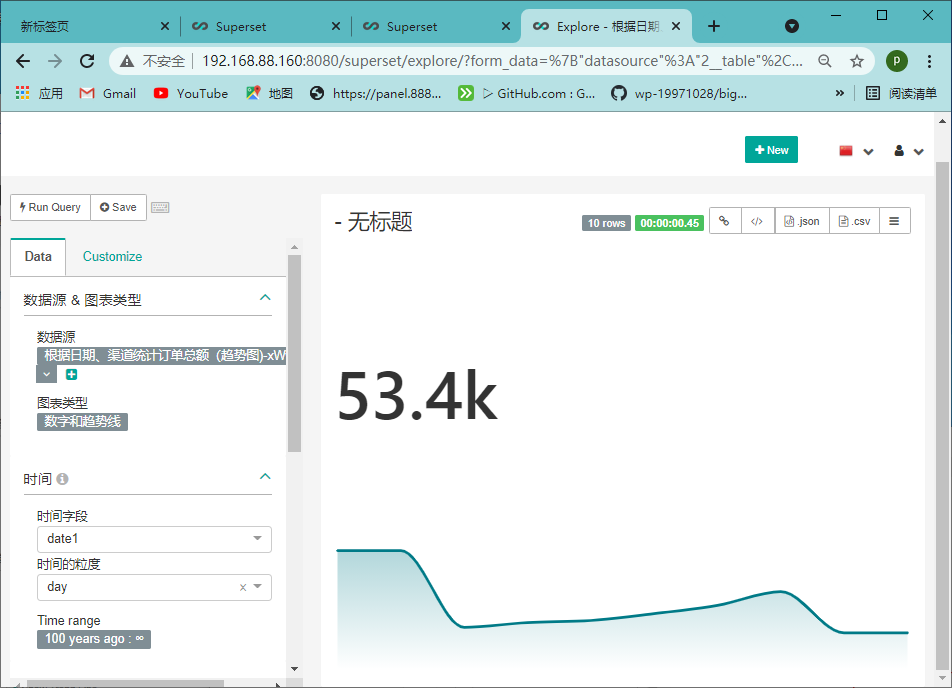 新标签页
Superset
Superset
Explore - 根据日期、
不安全
192.168.88.160:8080/superset/explore/?form_data=%7B"datasource"%3A"2__table"%2C...
P
应用
Gmail
YouTube
地图
https://panel.888...
▷ GitHub.com : G...
wp-19971028/big...
»
阅读清单
+ New
Run Query
Save
- 无标题
10 rows
00:00:00.45
</>
.json
.csv
Data
Customize
数据源 & 图表类型
数据源
根据日期、渠道统计订单总额（趋势图)-xW
图表类型
数字和趋势线
53.4k
时间
时间字段
date1
时间的粒度
day
Time range
100 years ago : ∞